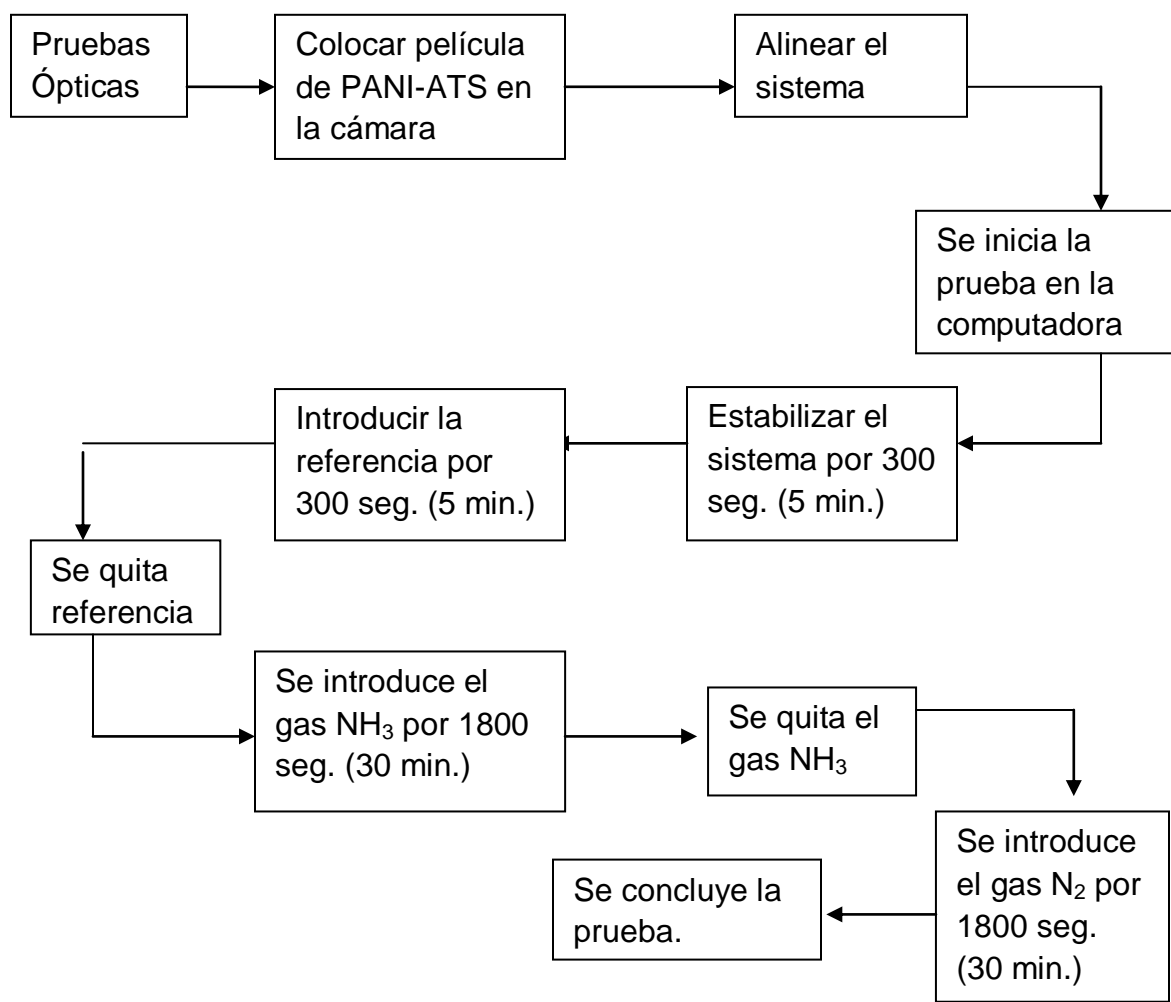 Pruebas
Ópticas
Colocar película
de PANI-ATS en
la cámara
Alinear el
sistema
Se inicia la
prueba en la
computadora
Estabilizar el
sistema por 300
seg. (5 min.)
Introducir la
referencia por
300 seg. (5 min.)
Se quita
referencia
Se introduce el
gas NH₃ por 1800
seg. (30 min.)
Se quita el
gas NH₃
Se introduce
el gas N₂ por
1800 seg.
(30 min.)
Se concluye la
prueba.